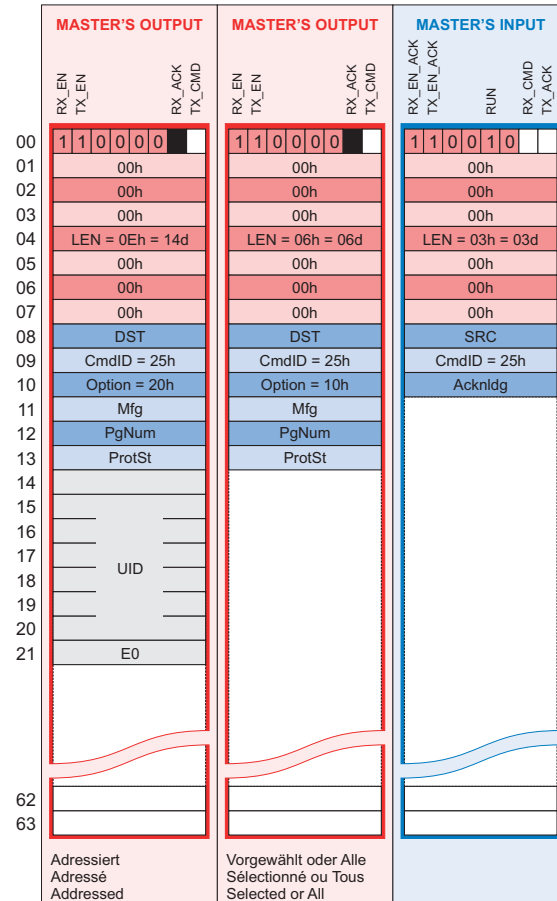 MASTER'S OUTPUT MASTER'S OUTPUT MASTER'S INPUT
RX_EN TX_EN RX_ACK TX_CMD RX_EN TX_EN RX_ACK TX_CMD RX_EN_ACK TX_EN_ACK RUN RX_CMD TX_ACK
00 1 1 0 0 0 0 1 1 0 0 0 0 1 1 0 0 1 0
01 00h 00h 00h
02 00h 00h 00h
03 00h 00h 00h
04 LEN = 0Eh = 14d LEN = 06h = 06d LEN = 03h = 03d
05 00h 00h 00h
06 00h 00h 00h
07 00h 00h 00h
08 DST DST SRC
09 CmdID = 25h CmdID = 25h CmdID = 25h
10 Option = 20h Option = 10h Acknldg
11 Mfg Mfg
12 PgNum PgNum
13 ProtSt ProtSt
14
15
16
17
UID
18
19
20
21 E0
62
63
Adressiert Vorgewählt oder Alle
Adressé Sélectionné ou Tous
Addressed Selected or All